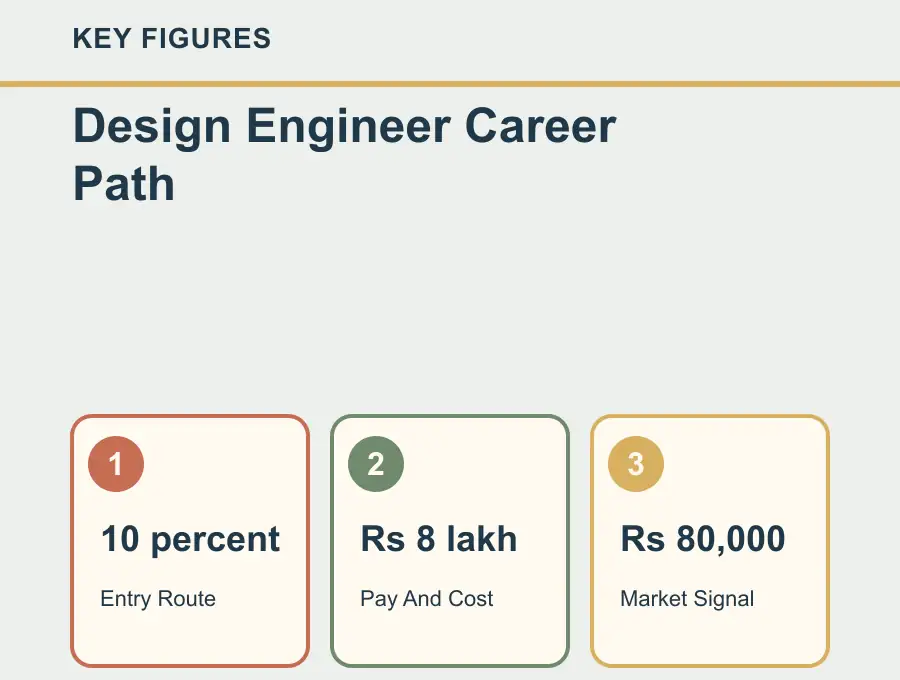 KEY FIGURES
Design Engineer Career
Path
1
10 percent
Entry Route
2
Rs 8 lakh
Pay And Cost
3
Rs 80,000
Market Signal